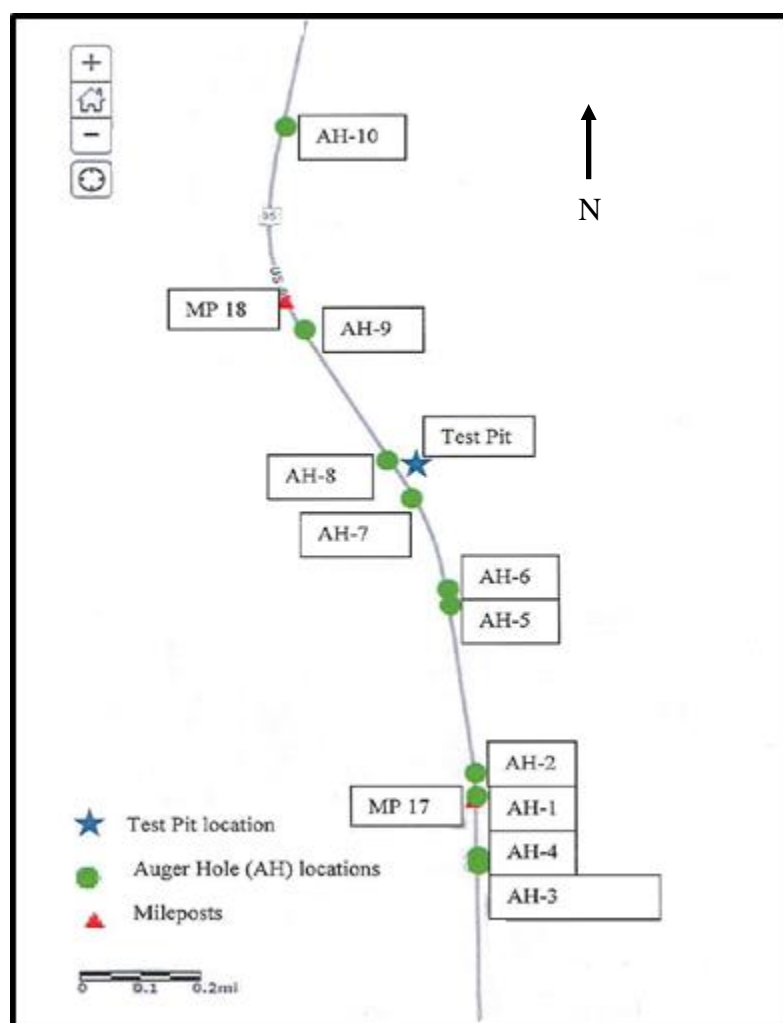 AH-10
N
95
US
MP 18
AH-9
Test Pit
AH-8
AH-7
AH-6
AH-5
AH-2
MP 17
AH-1
AH-4
AH-3
Test Pit location
Auger Hole (AH) locations
Mileposts
0 0.1 0.2mi